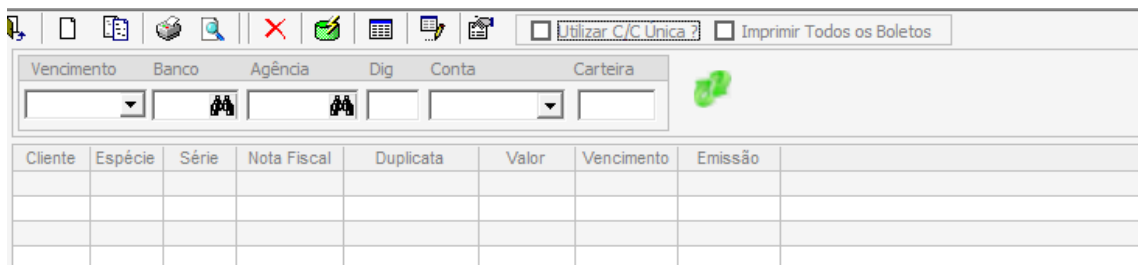 Utilizar C/C Única ? Imprimir Todos os Boletos
Vencimento Banco Agência Dig Conta Carteira
Cliente Espécie Série Nota Fiscal Duplicata Valor Vencimento Emissão